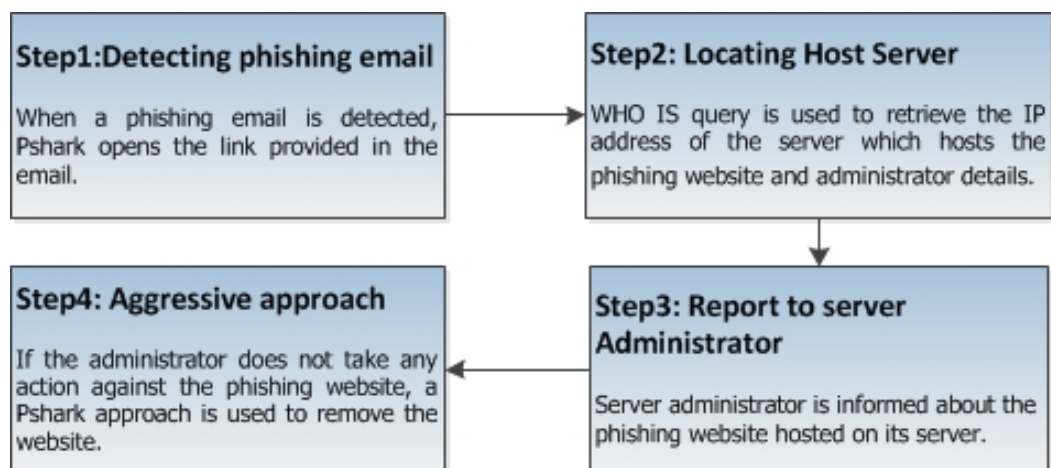 Step1:Detecting phishing email
When a phishing email is detected,
Pshark opens the link provided in the
email.
Step2: Locating Host Server
WHO IS query is used to retrieve the IP
address of the server which hosts the
phishing website and administrator details.
Step3: Report to server
Administrator
Server administrator is informed about the
phishing website hosted on its server.
Step4: Aggressive approach
If the administrator does not take any
action against the phishing website, a
Pshark approach is used to remove the
website.